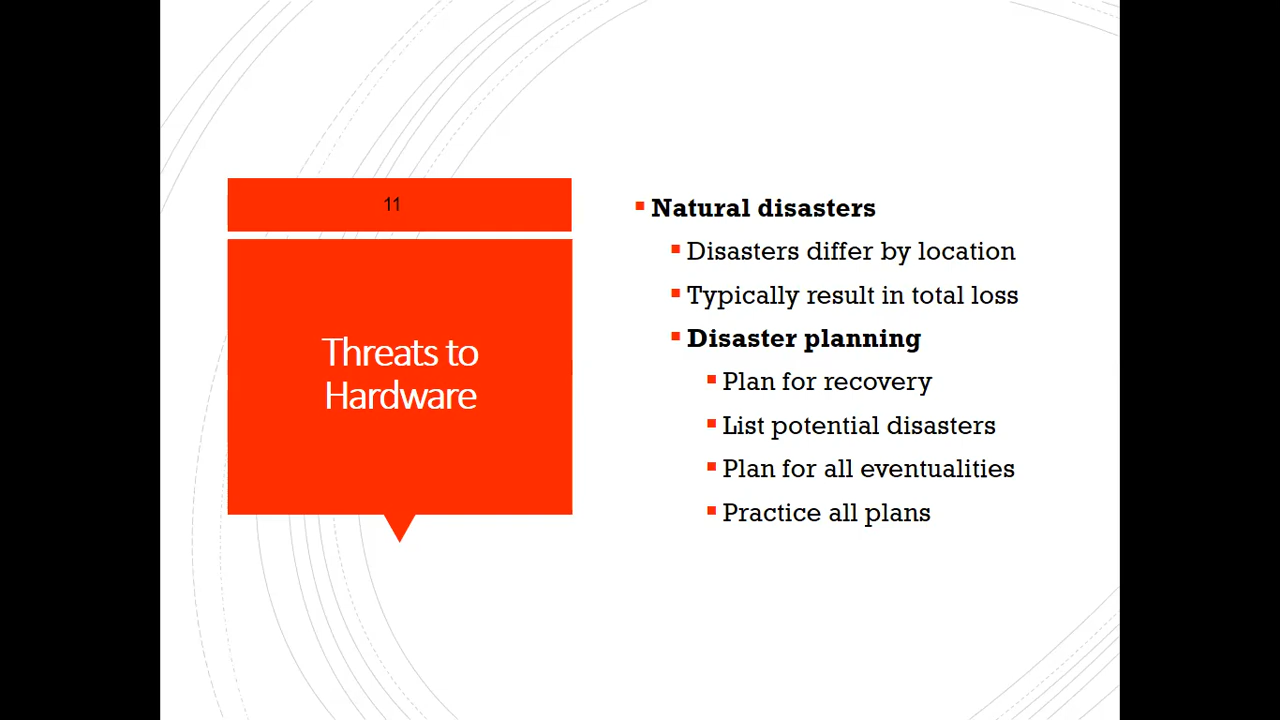 11
Threats to
Hardware
Natural disasters
Disasters differ by location
Typically result in total loss
Disaster planning
Plan for recovery
List potential disasters
Plan for all eventualities
Practice all plans